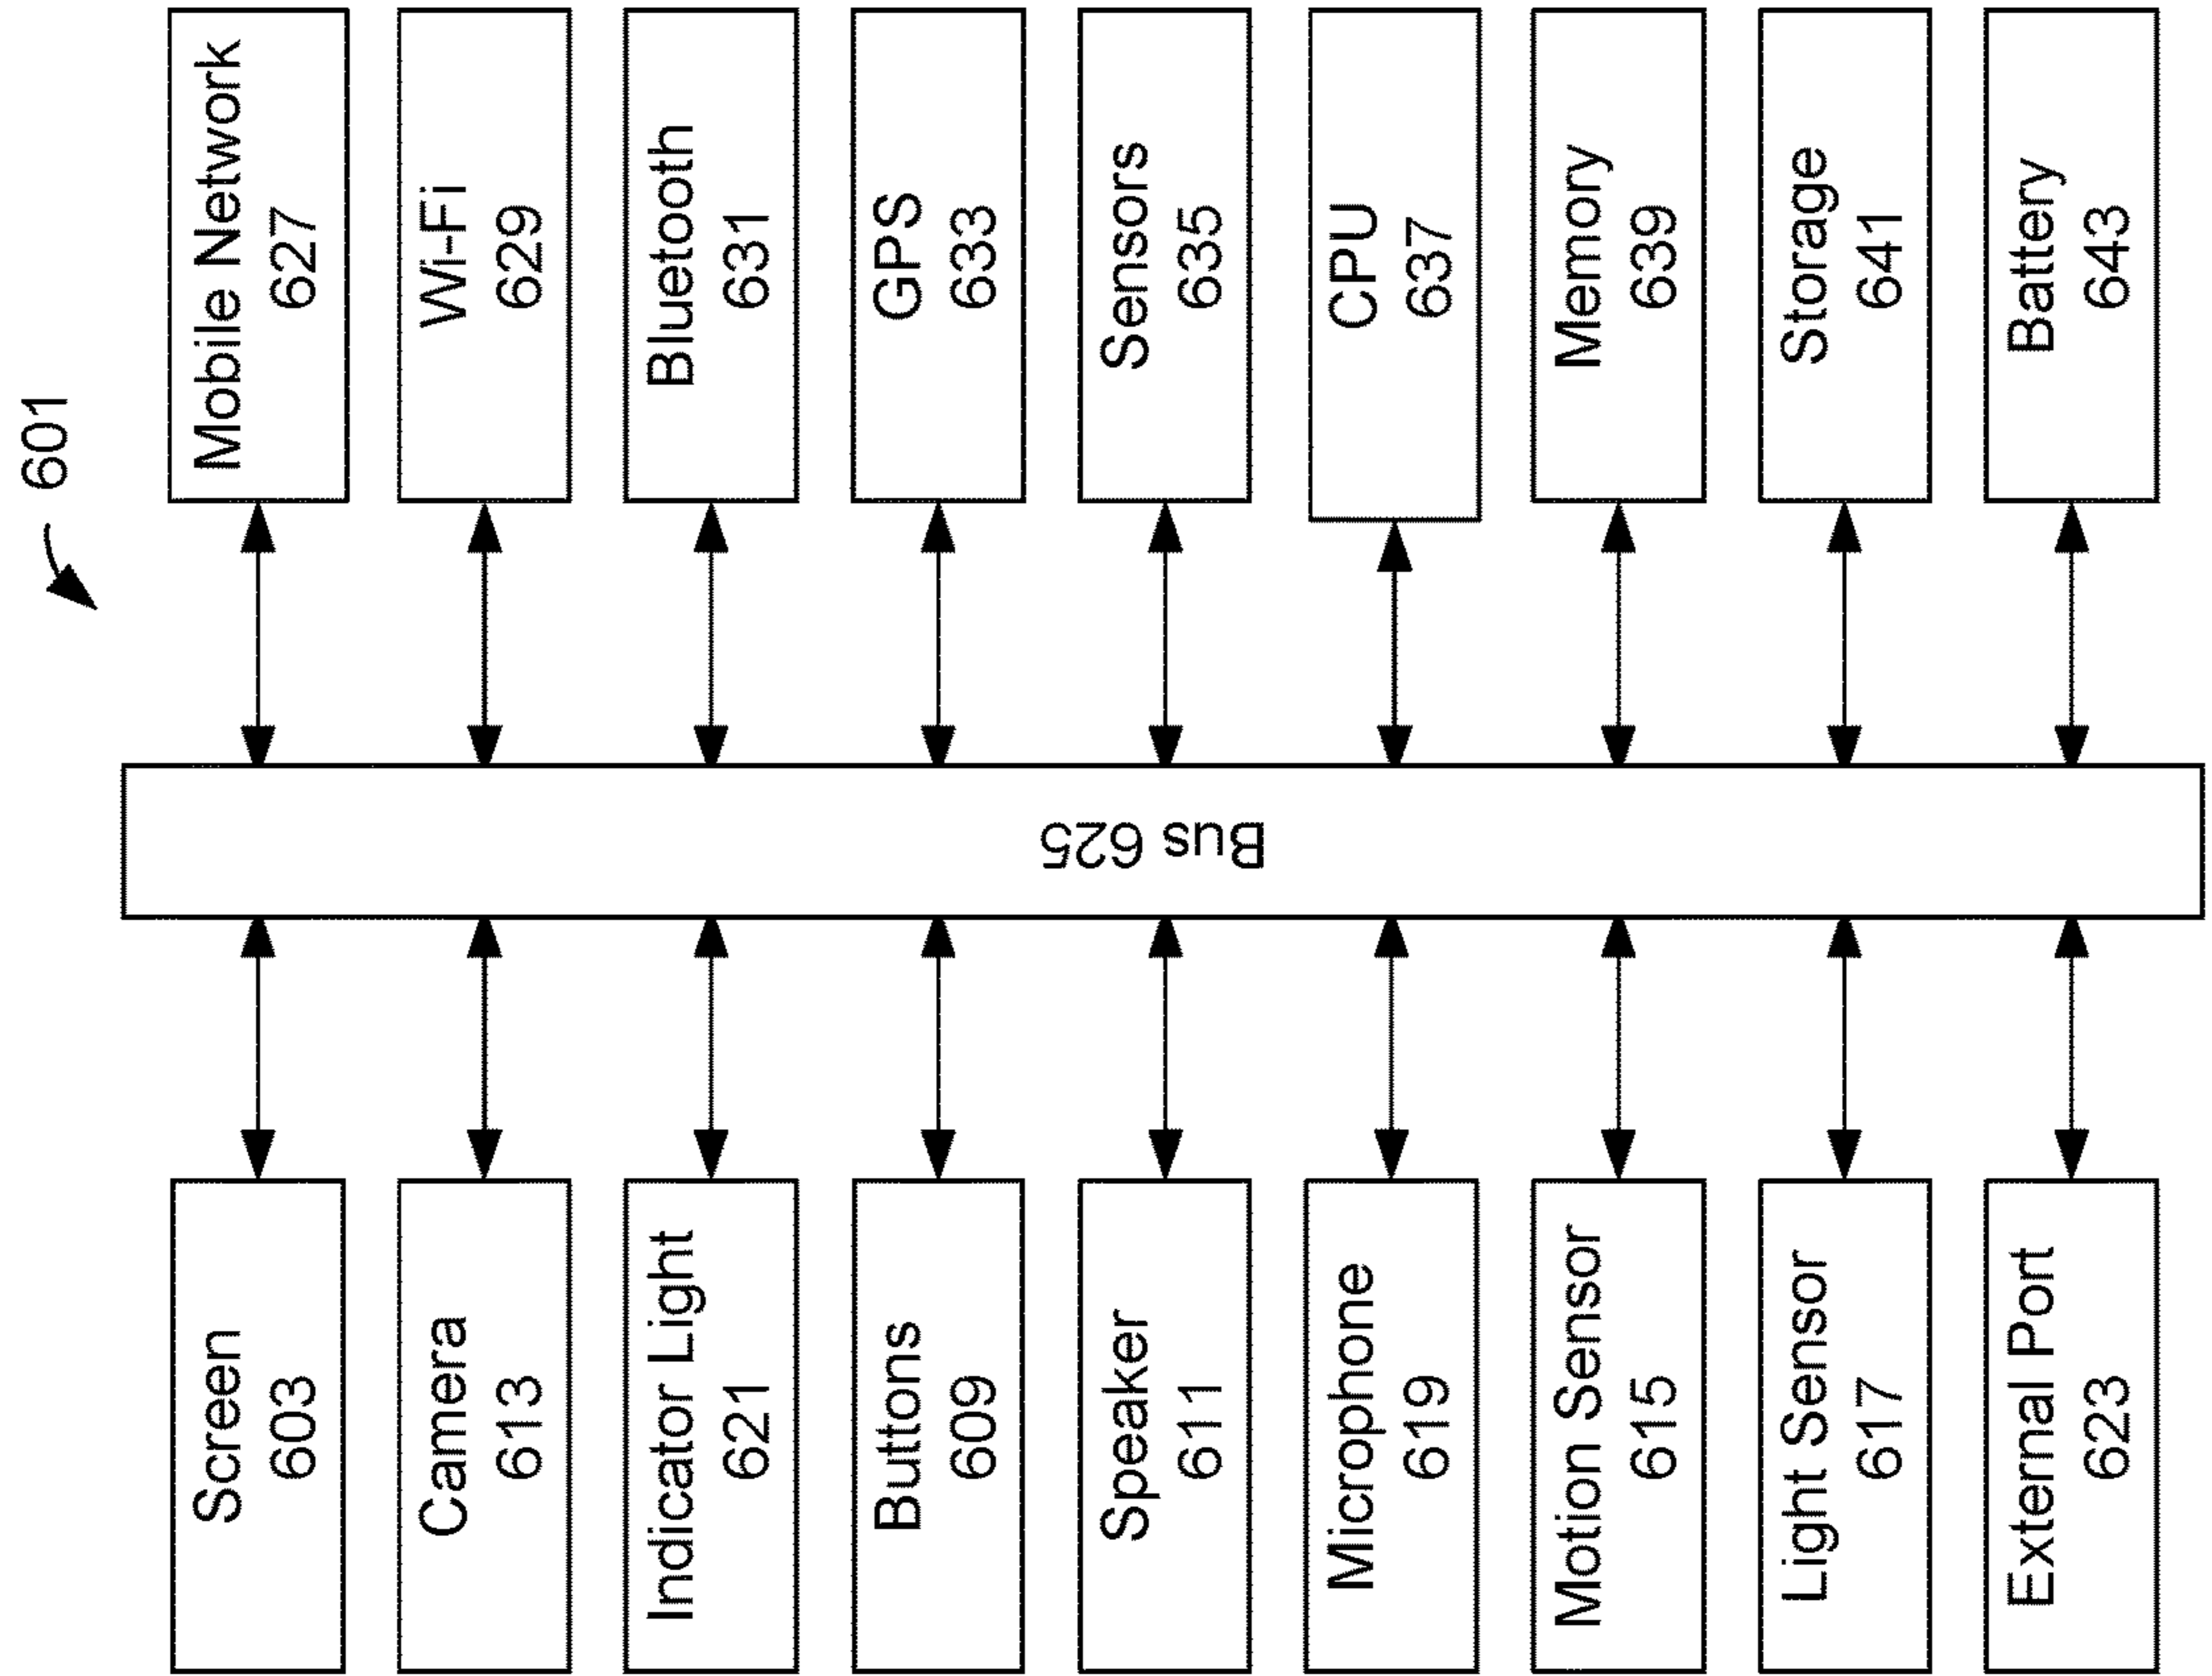 601
Screen
603
Camera
613
Indicator Light
621
Buttons
609
Speaker
611
Microphone
619
Motion Sensor
615
Light Sensor
617
External Port
623
Bus 625
Mobile Network
627
Wi-Fi
629
Bluetooth
631
GPS
633
Sensors
635
CPU
637
Memory
639
Storage
641
Battery
643